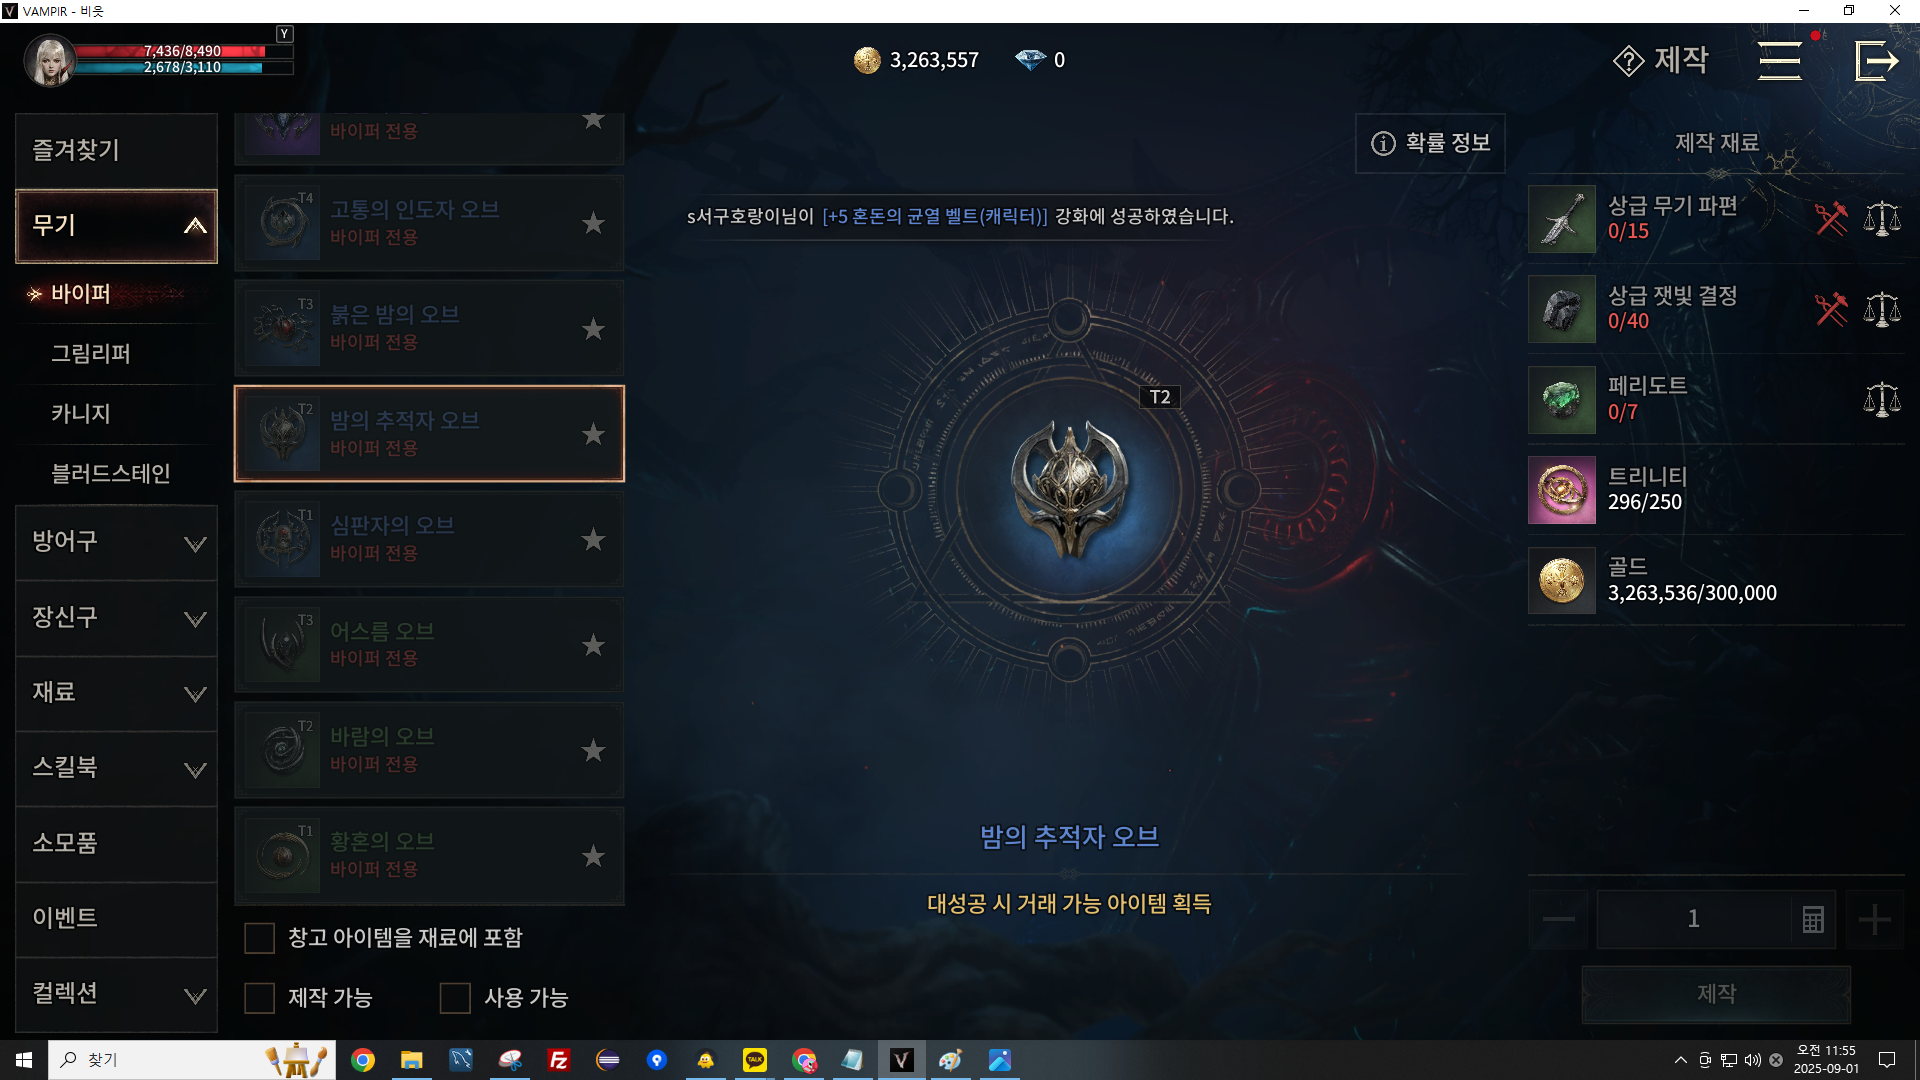 VAMPIR - 비읏
7,436/8,490
2,678/3,110
Y
3,263,557
0
제작
즐겨찾기
무기
바이퍼
그림리퍼
카니지
블러드스테인
방어구
장신구
재료
스킬북
소모품
이벤트
컬렉션
바이퍼 전용
T4
고통의 인도자 오브
바이퍼 전용
T3
붉은 밤의 오브
바이퍼 전용
T2
밤의 추적자 오브
바이퍼 전용
T1
심판자의 오브
바이퍼 전용
T3
어스름 오브
바이퍼 전용
T2
바람의 오브
바이퍼 전용
T1
황혼의 오브
바이퍼 전용
창고 아이템을 재료에 포함
제작 가능
사용 가능
확률 정보
s서구호랑이님이 [+5 혼돈의 균열 벨트(캐릭터)] 강화에 성공하였습니다.
T2
밤의 추적자 오브
대성공 시 거래 가능 아이템 획득
제작 재료
상급 무기 파편
0/15
상급 잿빛 결정
0/40
페리도트
0/7
트리니티
296/250
골드
3,263,536/300,000
1
제작
찾기
TALK
오전 11:55
2025-09-01